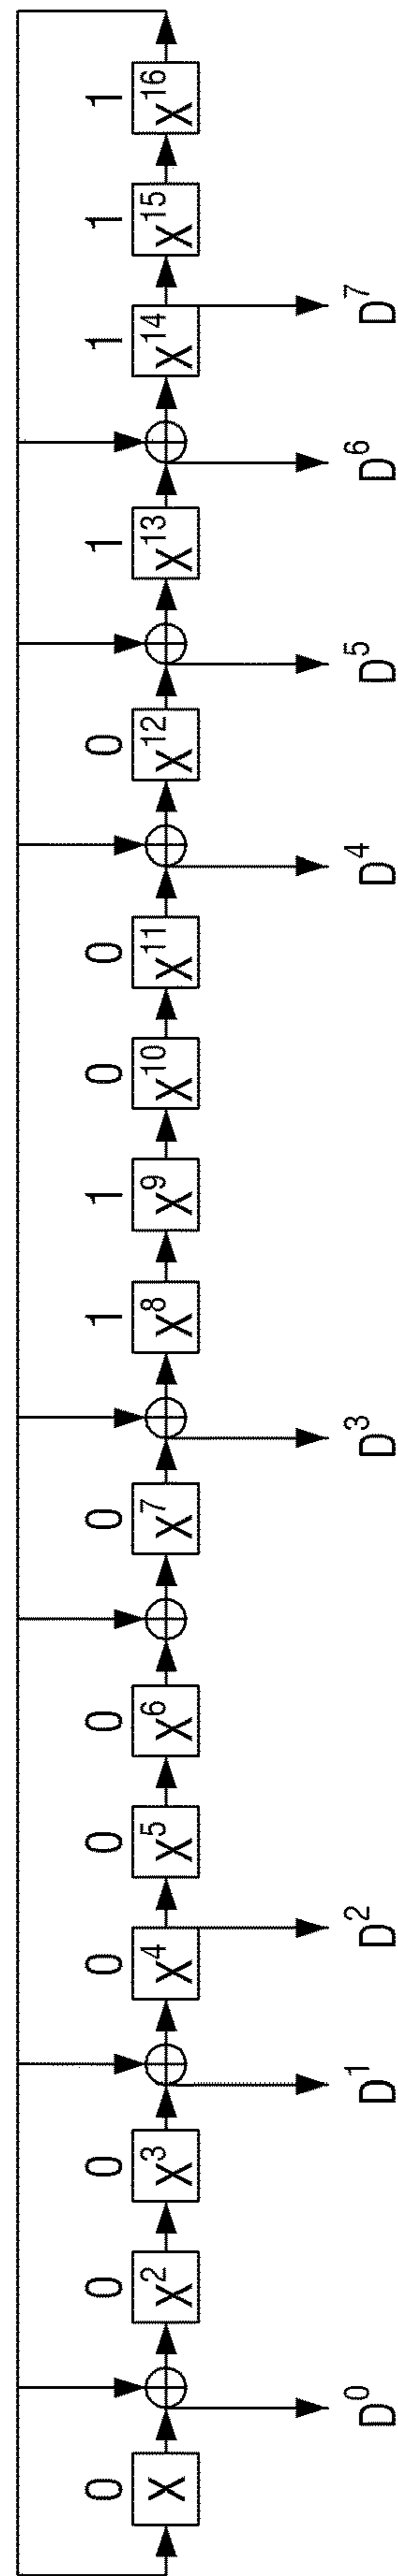 0 0 0 0 0 0 0 1 1 0 0 0 1 1 1 1
X X² X³ X⁴ X⁵ X⁶ X⁷ X⁸ X⁹ X¹⁰ X¹¹ X¹² X¹³ X¹⁴ X¹⁵ X¹⁶
D⁰ D¹ D² D³ D⁴ D⁵ D⁶ D⁷